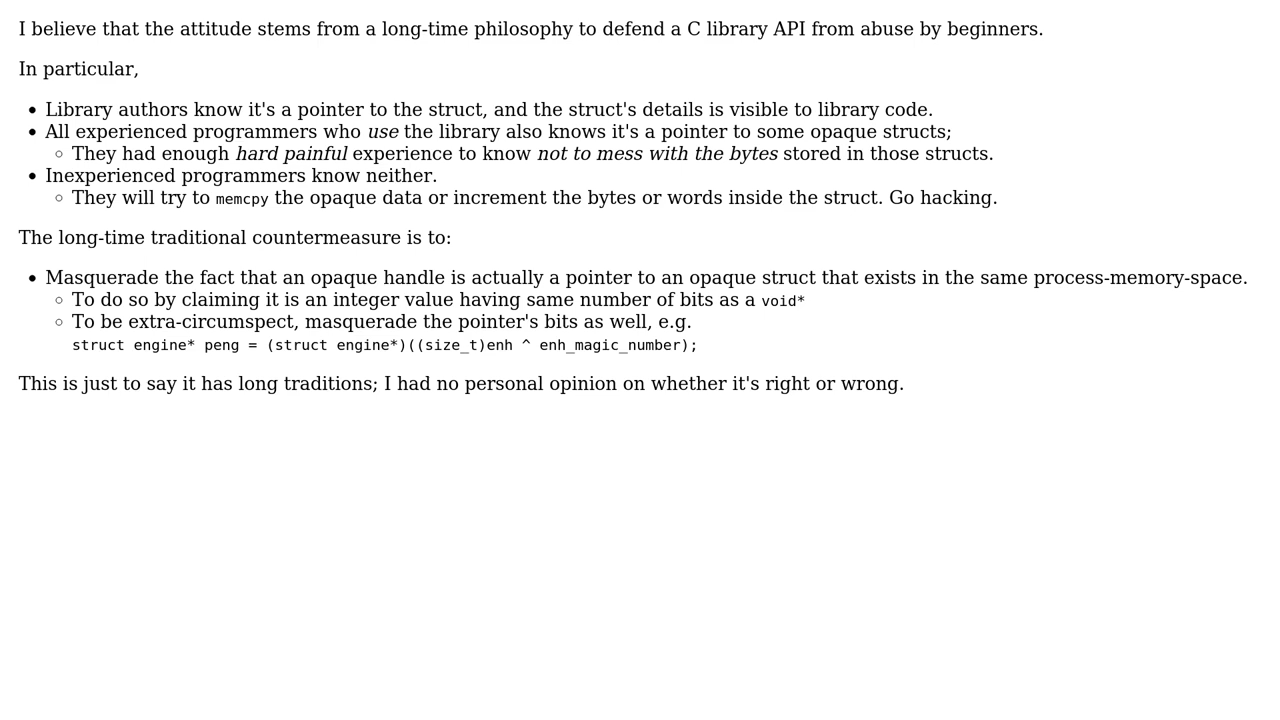 I believe that the attitude stems from a long-time philosophy to defend a C library API from abuse by beginners.
In particular,
Library authors know it's a pointer to the struct, and the struct's details is visible to library code.
All experienced programmers who use the library also knows it's a pointer to some opaque structs;
They had enough hard painful experience to know not to mess with the bytes stored in those structs.
Inexperienced programmers know neither.
They will try to memcpy the opaque data or increment the bytes or words inside the struct. Go hacking.
The long-time traditional countermeasure is to:
Masquerade the fact that an opaque handle is actually a pointer to an opaque struct that exists in the same process-memory-space.
To do so by claiming it is an integer value having same number of bits as a void*
To be extra-circumspect, masquerade the pointer's bits as well, e.g.
struct engine* peng = (struct engine*)((size_t)enh ^ enh_magic_number);
This is just to say it has long traditions; I had no personal opinion on whether it's right or wrong.